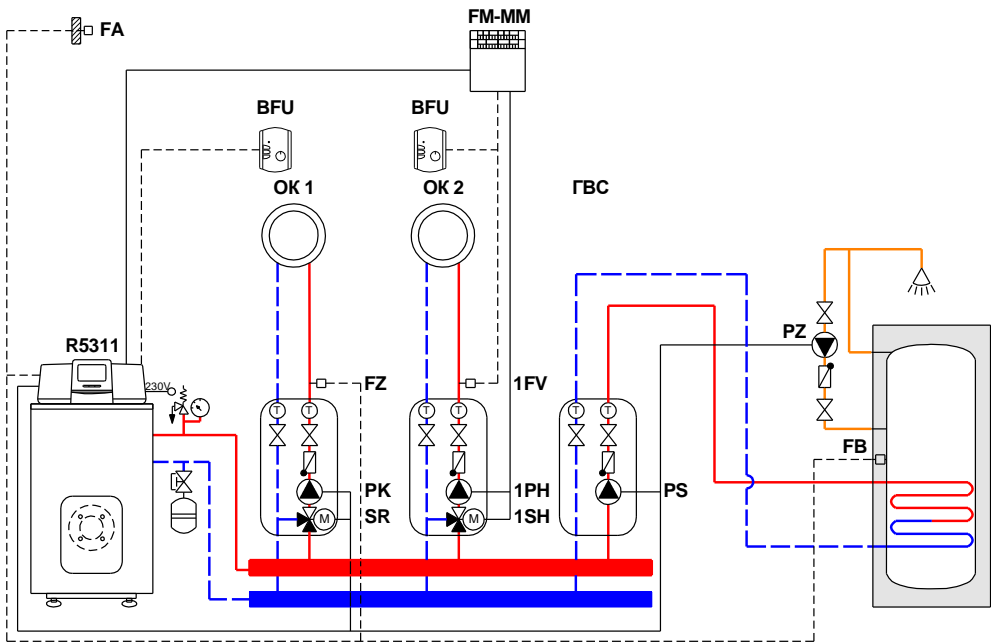 FA
FM-MM
BFU
BFU
ОК 1
ОК 2
ГВС
PZ
R5311
230V
FZ
1FV
T
T
T
T
T
T
FB
PK
1PH
PS
SR
M
1SH
M